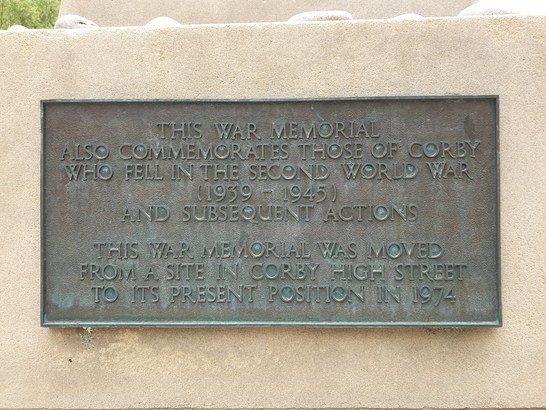 THIS WAR MEMORIAL
ALSO COMMEMORATES THOSE OF CORBY
WHO FELL IN THE SECOND WORLD WAR
(1939 - 1945)
AND SUBSEQUENT ACTIONS
THIS WAR MEMORIAL WAS MOVED
FROM A SITE IN CORBY HIGH STREET
TO ITS PRESENT POSITION IN 1974